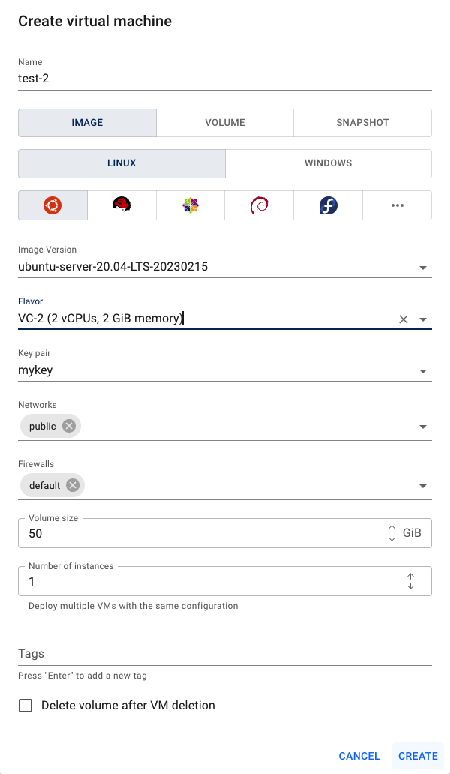 Create virtual machine
Name
test-2
IMAGE VOLUME SNAPSHOT
LINUX WINDOWS
...
Image Version
ubuntu-server-20.04-LTS-20230215
Flavor
VC-2 (2 vCPUs, 2 GiB memory)
Key pair
mykey
Networks
public
Firewalls
default
Volume size
50 GiB
Number of instances
1
Deploy multiple VMs with the same configuration
Tags
Press "Enter" to add a new tag
Delete volume after VM deletion
CANCEL CREATE